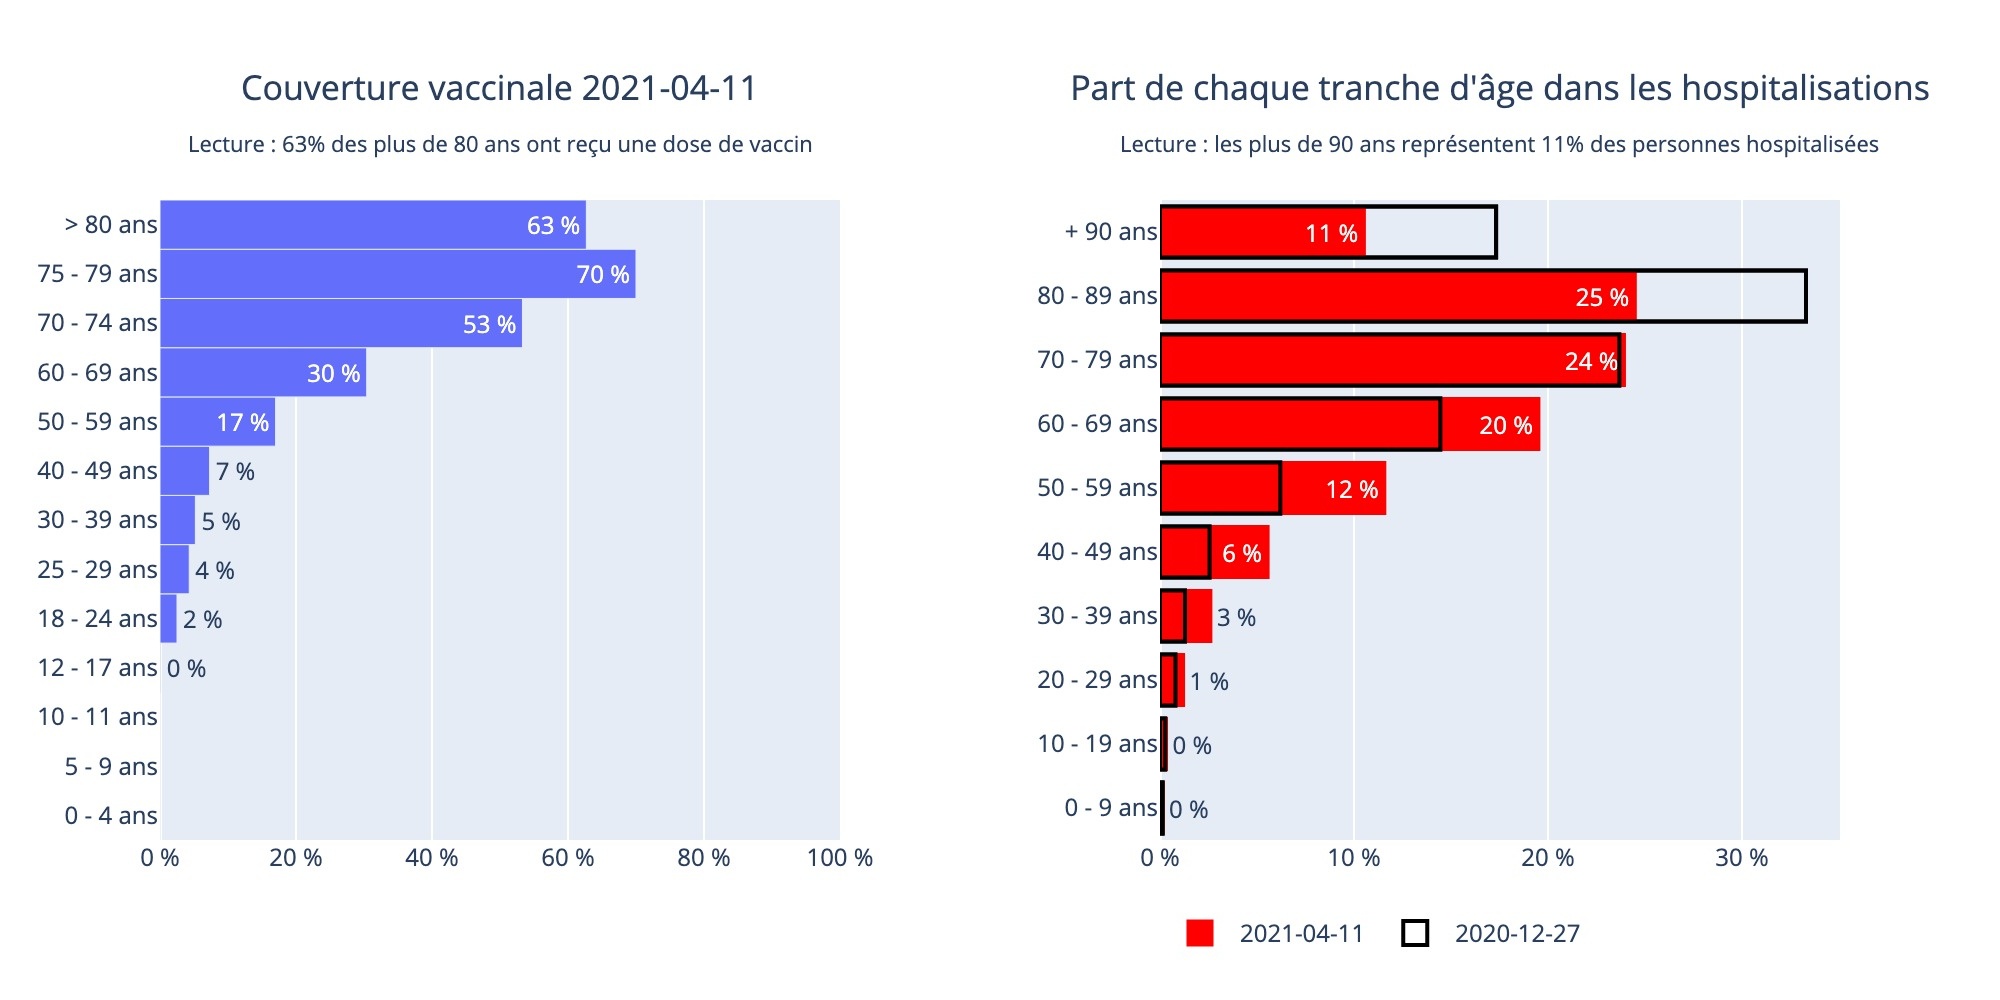 Couverture vaccinale 2021-04-11
Lecture : 63% des plus de 80 ans ont reçu une dose de vaccin
> 80 ans 63 %
75 - 79 ans 70 %
70 - 74 ans 53 %
60 - 69 ans 30 %
50 - 59 ans 17 %
40 - 49 ans 7 %
30 - 39 ans 5 %
25 - 29 ans 4 %
18 - 24 ans 2 %
12 - 17 ans 0 %
10 - 11 ans
5 - 9 ans
0 - 4 ans
0 % 20 % 40 % 60 % 80 % 100 %
Part de chaque tranche d'âge dans les hospitalisations
Lecture : les plus de 90 ans représentent 11% des personnes hospitalisées
+ 90 ans 11 %
80 - 89 ans 25 %
70 - 79 ans 24 %
60 - 69 ans 20 %
50 - 59 ans 12 %
40 - 49 ans 6 %
30 - 39 ans 3 %
20 - 29 ans 1 %
10 - 19 ans 0 %
0 - 9 ans 0 %
0 % 10 % 20 % 30 %
2021-04-11 2020-12-27